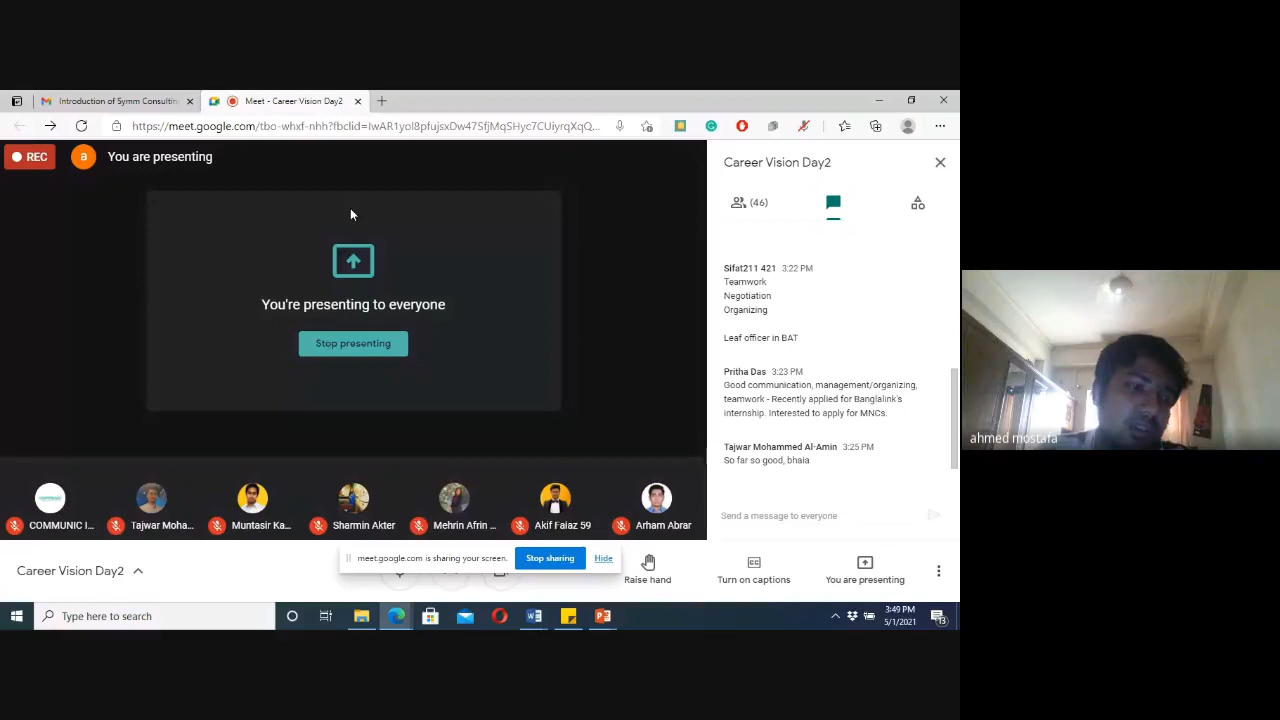 Introduction of Symm Consultin
Meet - Career Vision Day2
https://meet.google.com/tbo-whxf-nhh?fbclid=
REC
a
You are presenting
You're presenting to everyone
Stop presenting
Career Vision Day2
(46)
Sifat211 421 3:22 PM
Teamwork
Negotiation
Organizing
Leaf officer in BAT
Pritha Das 3:23 PM
Good communication, management/organizing,
teamwork - Recently applied for Banglalink's
internship. Interested to apply for MNCs.
Tajwar Mohammed Al-Amin 3:25 PM
So far so good, bhaia
Send a message to everyone
COMMUNIC I...
Tajwar Moha...
Muntasir Ka...
Sharmin Akter
Mehrin Afrin ...
Akif Faiaz 59
Arham Abrar
meet.google.com is sharing your screen.
Stop sharing
Hide
Career Vision Day2
Raise hand
Turn on captions
You are presenting
Type here to search
3:49 PM
5/1/2021
13
ahmed mostafa